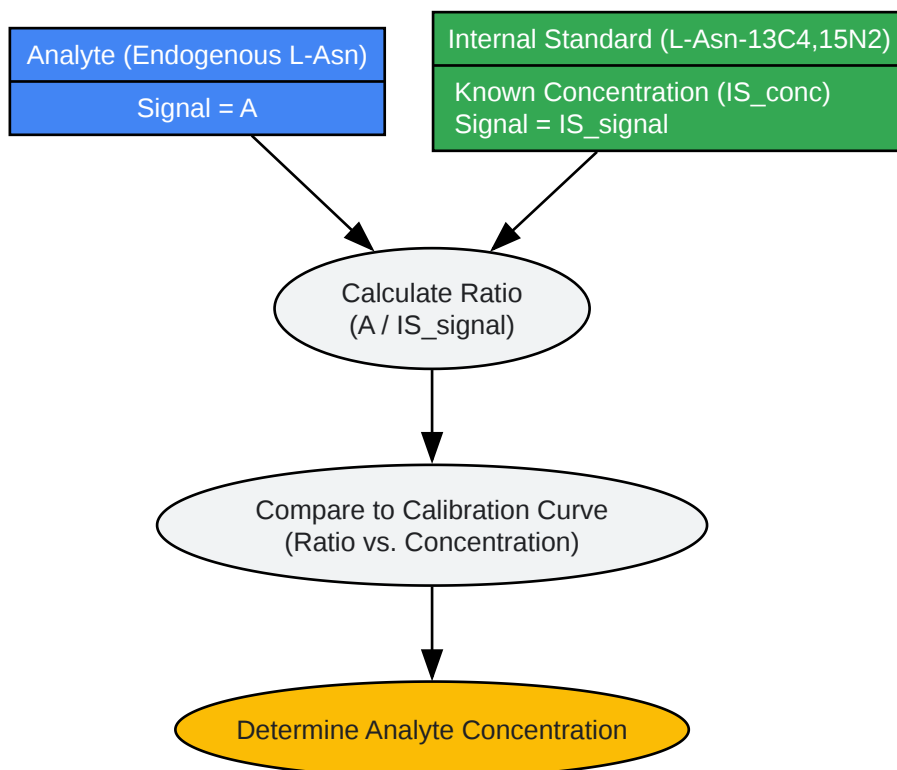 Analyte (Endogenous L-Asn)
Signal = A
Internal Standard (L-Asn-13C4,15N2)
Known Concentration (IS_conc)
Signal = IS_signal
Calculate Ratio
(A / IS_signal)
Compare to Calibration Curve
(Ratio vs. Concentration)
Determine Analyte Concentration